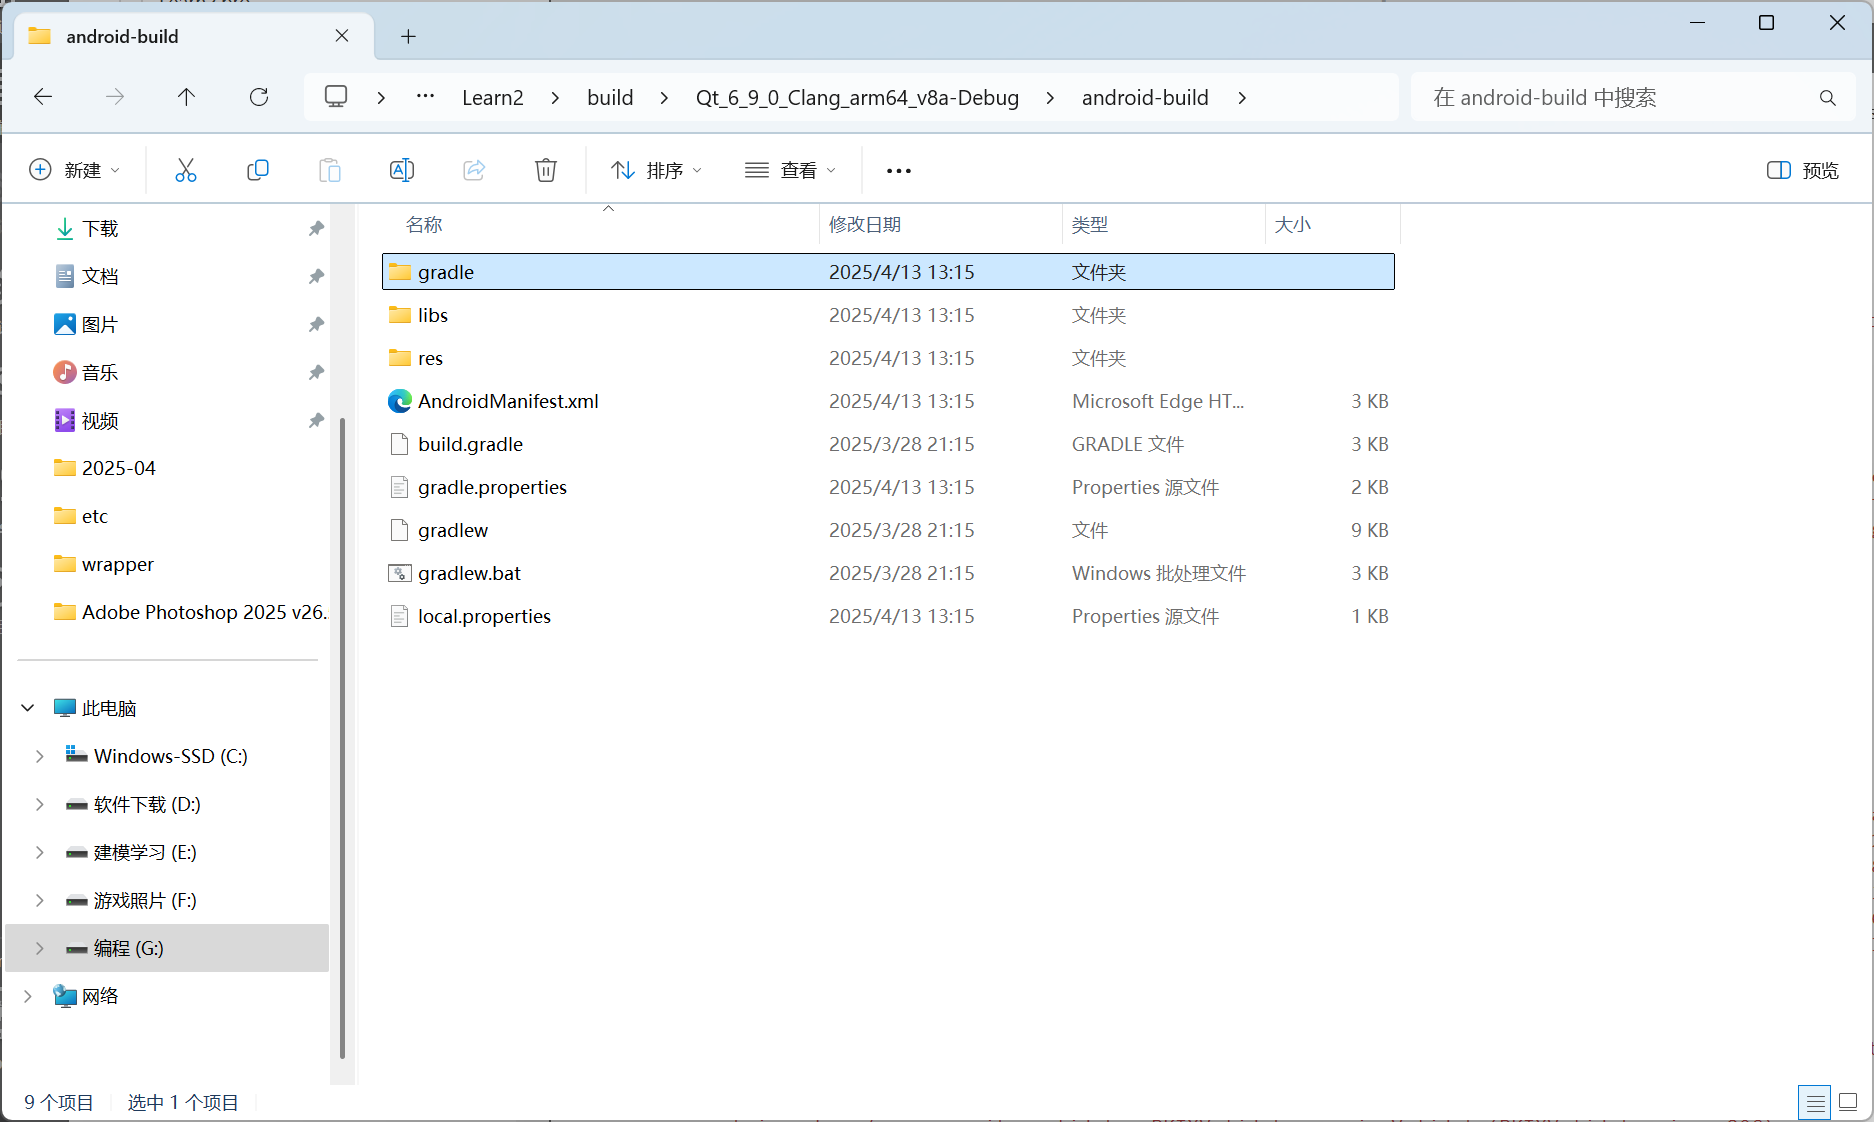 android-build
Learn2 build Qt_6_9_0_Clang_arm64_v8a-Debug android-build 在 android-build 中搜索
新建 排序 查看 预览
名称 修改日期 类型 大小
下载
文档
图片
音乐
视频
2025-04
etc
wrapper
Adobe Photoshop 2025 v26.
此电脑
Windows-SSD (C:)
软件下载 (D:)
建模学习 (E:)
游戏照片 (F:)
编程 (G:)
网络
gradle 2025/4/13 13:15 文件夹
libs 2025/4/13 13:15 文件夹
res 2025/4/13 13:15 文件夹
AndroidManifest.xml 2025/4/13 13:15 Microsoft Edge HT... 3 KB
build.gradle 2025/3/28 21:15 GRADLE 文件 3 KB
gradle.properties 2025/4/13 13:15 Properties 源文件 2 KB
gradlew 2025/3/28 21:15 文件 9 KB
gradlew.bat 2025/3/28 21:15 Windows 批处理文件 3 KB
local.properties 2025/4/13 13:15 Properties 源文件 1 KB
9 个项目 选中 1 个项目